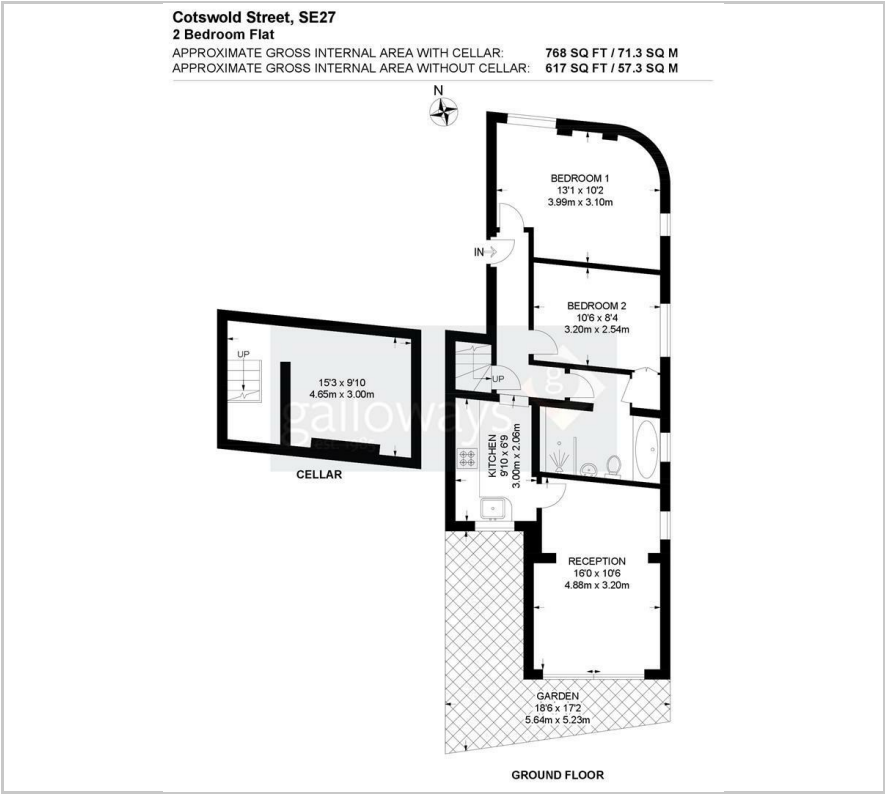 Cotswold Street, SE27
2 Bedroom Flat
APPROXIMATE GROSS INTERNAL AREA WITH CELLAR: 768 SQ FT / 71.3 SQ M
APPROXIMATE GROSS INTERNAL AREA WITHOUT CELLAR: 617 SQ FT / 57.3 SQ M
N
BEDROOM 1
13'1 x 10'2
3.99m x 3.10m
IN
BEDROOM 2
10'6 x 8'4
3.20m x 2.54m
UP
15'3 x 9'10
4.65m x 3.00m
CELLAR
UP
g
galloways
KITCHEN
9'10 x 6'9
3.00m x 2.06m
RECEPTION
16'0 x 10'6
4.88m x 3.20m
GARDEN
18'6 x 17'2
5.64m x 5.23m
GROUND FLOOR